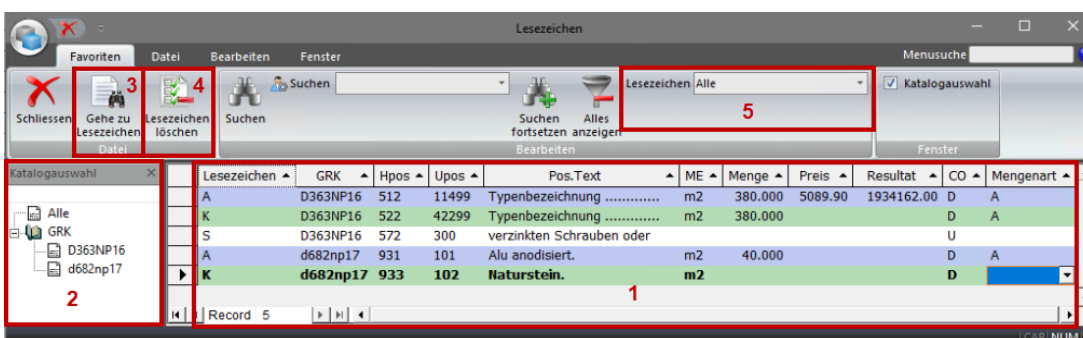 Lesezeichen
Favoriten Datei Bearbeiten Fenster Menusuche
3 4 Suchen Lesezeichen Alle Katalogauswahl
5
Schliessen Gehe zu Lesezeichen Lesezeichen löschen Suchen Suchen fortsetzen Alles anzeigen
Datei Bearbeiten Fenster
Katalogauswahl
Alle
GRK
D363NP16
d682np17
2
Lesezeichen GRK Hpos Upos Pos.Text ME Menge Preis Resultat CO Mengenart
A D363NP16 512 11499 Typenbezeichnung ............. m2 380.000 5089.90 1934162.00 D A
K D363NP16 522 42299 Typenbezeichnung ............. m2 380.000 D A
S D363NP16 572 300 verzinkten Schrauben oder U
A d682np17 931 101 Alu anodisiert. m2 40.000 D A
K d682np17 933 102 Naturstein. m2 D
1
Record 5
CAP NUM